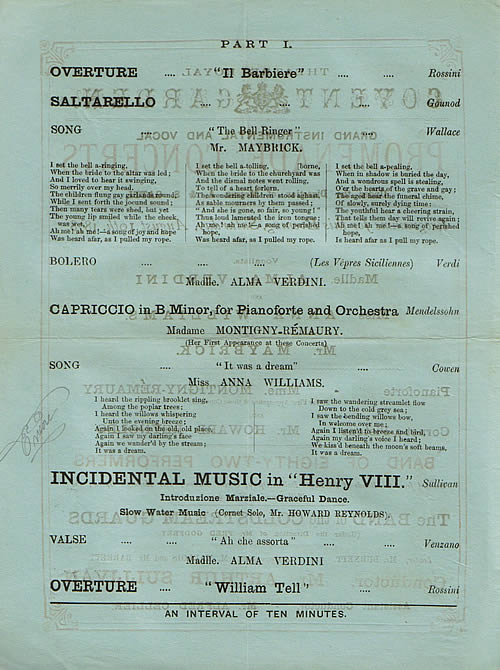 PART I.
OVERTURE .... "Il Barbiere" .... .... Rossini
SALTARELLO .... .... .... Gounod
SONG .... "The Bell Ringer" .... Wallace
Mr. MAYBRICK.
I set the bell a-ringing,
When the bride to the altar was led;
And I loved to hear it swinging,
So merrily over my head.
The children flung gay garlands round,
While I sent forth the jocund sound;
Then many tears were shed, but yet
The young lip smiled while the cheek was wet,
Ah me! ah me!—a song of joy and hope
Was heard afar, as I pulled my rope.
I set the bell a-tolling,
When the bride to the churchyard was borne,
And the dismal notes went rolling,
To tell of a heart forlorn.
The wondering children stood aghast,
As sable mourners by them passed;
"And she is gone, so fair, so young!"
Thus loud lamented the iron tongue;
Ah me! ah me!—a song of perished hope,
Was heard afar, as I pulled my rope.
I set the bell a-pealing,
When in shadow is buried the day,
And a wondrous spell is stealing,
O'er the hearts of the grave and gay;
The aged hear the funeral chime,
Of slowly, surely dying time;
The youthful hear a cheering strain,
That tells them day will revive again;
Ah me! ah me!—a song of perished hope,
Is heard afar as I pull my rope.
BOLERO .... .... .... (Les Vépres Siciliennes) Verdi
Madlle. ALMA VERDINI.
CAPRICCIO in B Minor, for Pianoforte and Orchestra Mendelssohn
Madame MONTIGNY-RÉMAURY.
(Her First Appearance at these Concerts)
SONG .... .... "It was a dream" .... .... Cowen
Miss ANNA WILLIAMS.
I heard the rippling brooklet sing,
Among the poplar trees;
I heard the willows whispering
Unto the evening breeze;
Again I looked on the old, old place,
Again I saw my darling's face
Again we wander'd by the stream;
It was a dream.
I saw the wandering streamlet flow
Down to the cold grey sea;
I saw the bending willows bow,
In welcome over me;
Again I listen'd to breeze and bird,
Again my darling's voice I heard;
We kiss'd beneath the moon's soft beams,
It was a dream.
INCIDENTAL MUSIC in "Henry VIII." Sullivan
Introduzione Marziale.—Graceful Dance.
Slow Water Music (Cornet Solo, Mr. HOWARD REYNOLDS).
VALSE .... .... "Ah che assorta" .... .... Venzano
Madlle. ALMA VERDINI
OVERTURE .... "William Tell" .... Rossini
AN INTERVAL OF TEN MINUTES.